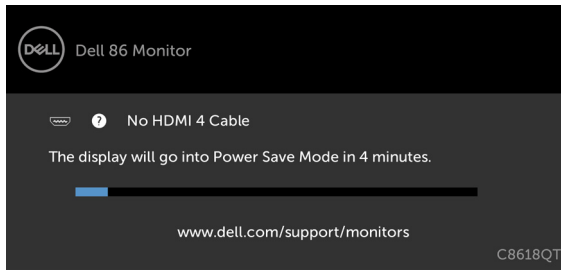 DELL
Dell 86 Monitor
? No HDMI 4 Cable
The display will go into Power Save Mode in 4 minutes.
www.dell.com/support/monitors
C8618QT